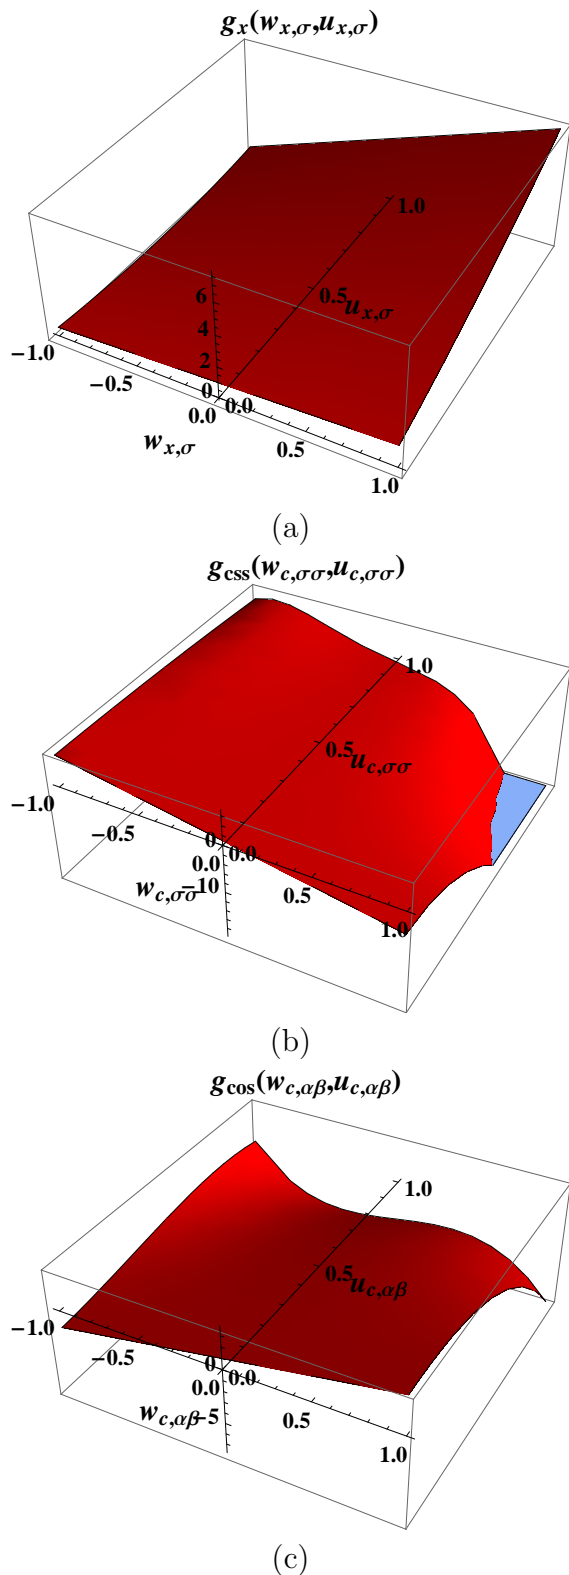 g_x(w_{x,σ},u_{x,σ})
1.0
0.5 u_{x,σ}
6
4
2
0
−1.0
−0.5
0.0 0.0
w_{x,σ}
0.5
1.0
(a)
g_{css}(w_{c,σσ},u_{c,σσ})
1.0
0.5 u_{c,σσ}
−1.0
−0.5
0
0.0 0.0
w_{c,σσ} −10
0.5
1.0
(b)
g_{cos}(w_{c,αβ},u_{c,αβ})
1.0
0.5 u_{c,αβ}
−1.0
−0.5
0
0.0 0.0
w_{c,αβ} −5
0.5
1.0
(c)